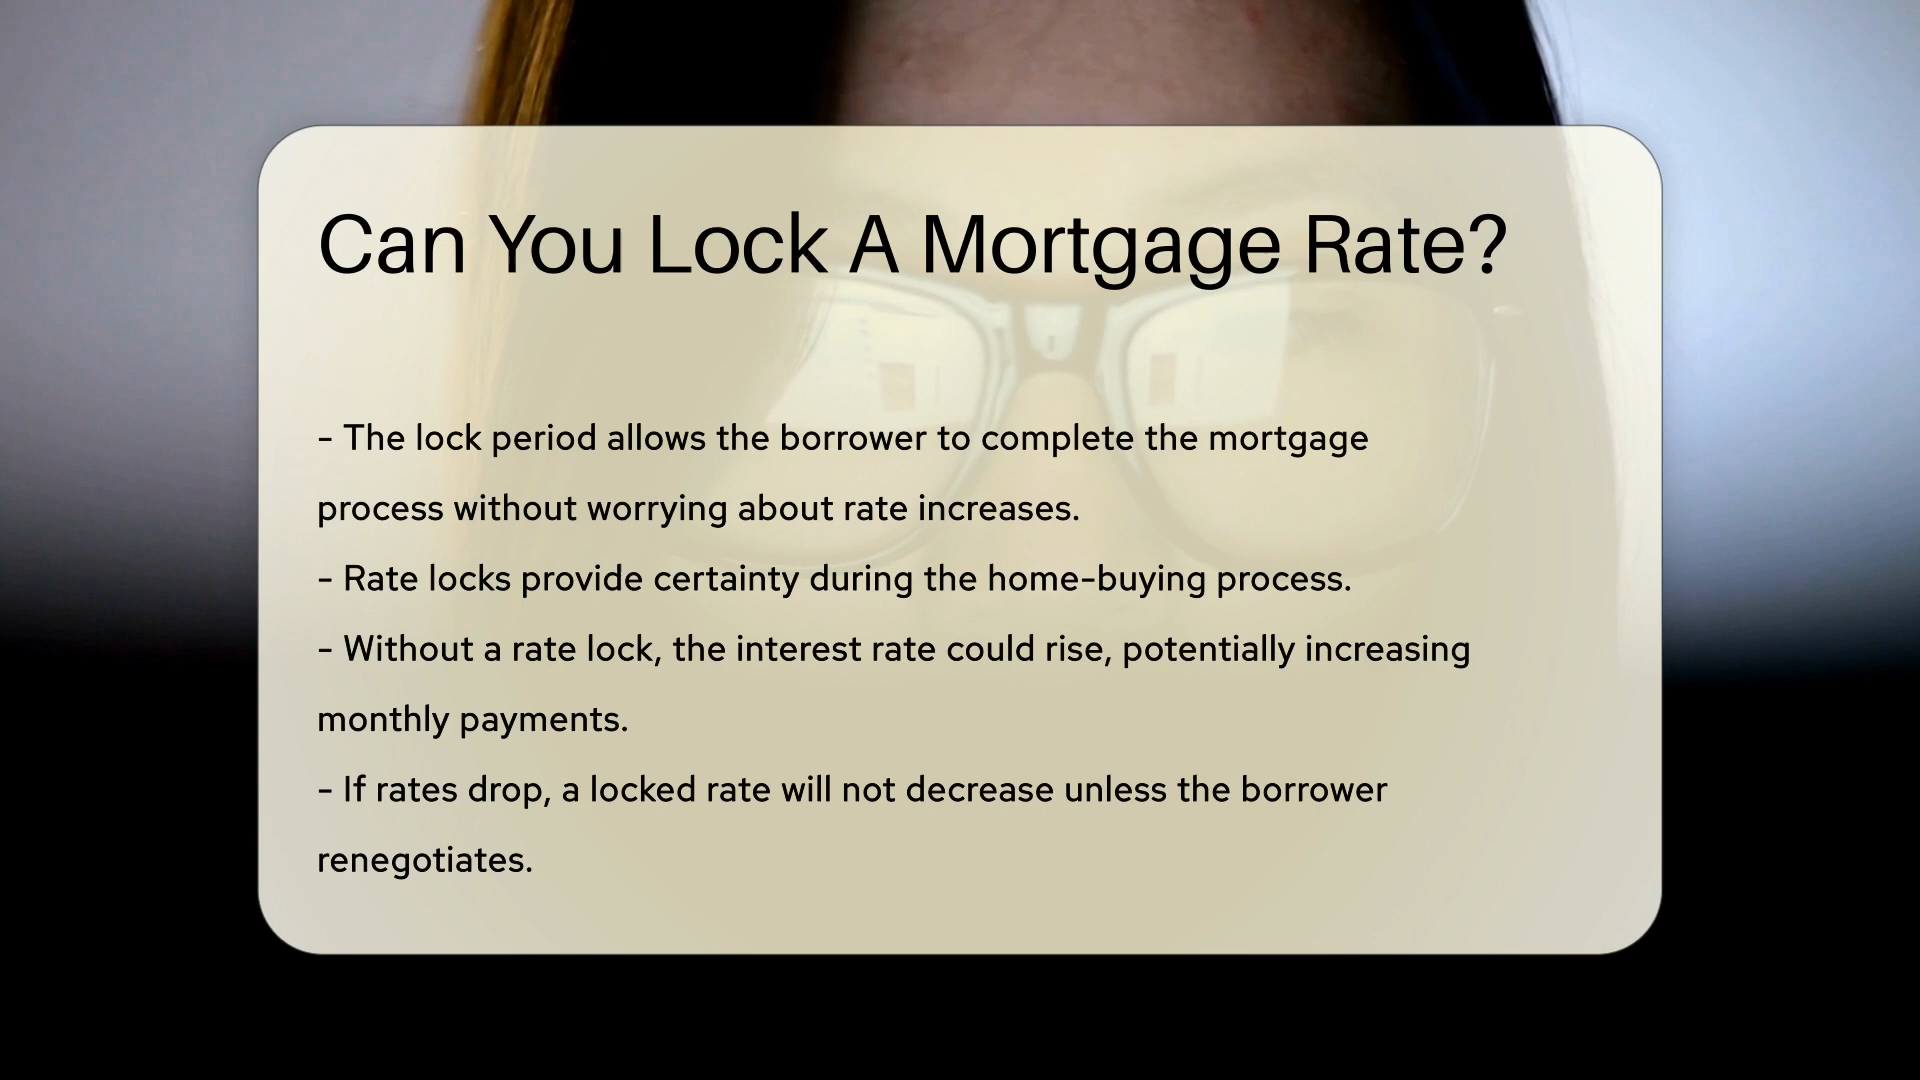 Can You Lock A Mortgage Rate?
- The lock period allows the borrower to complete the mortgage
process without worrying about rate increases.
- Rate locks provide certainty during the home-buying process.
- Without a rate lock, the interest rate could rise, potentially increasing
monthly payments.
- If rates drop, a locked rate will not decrease unless the borrower
renegotiates.